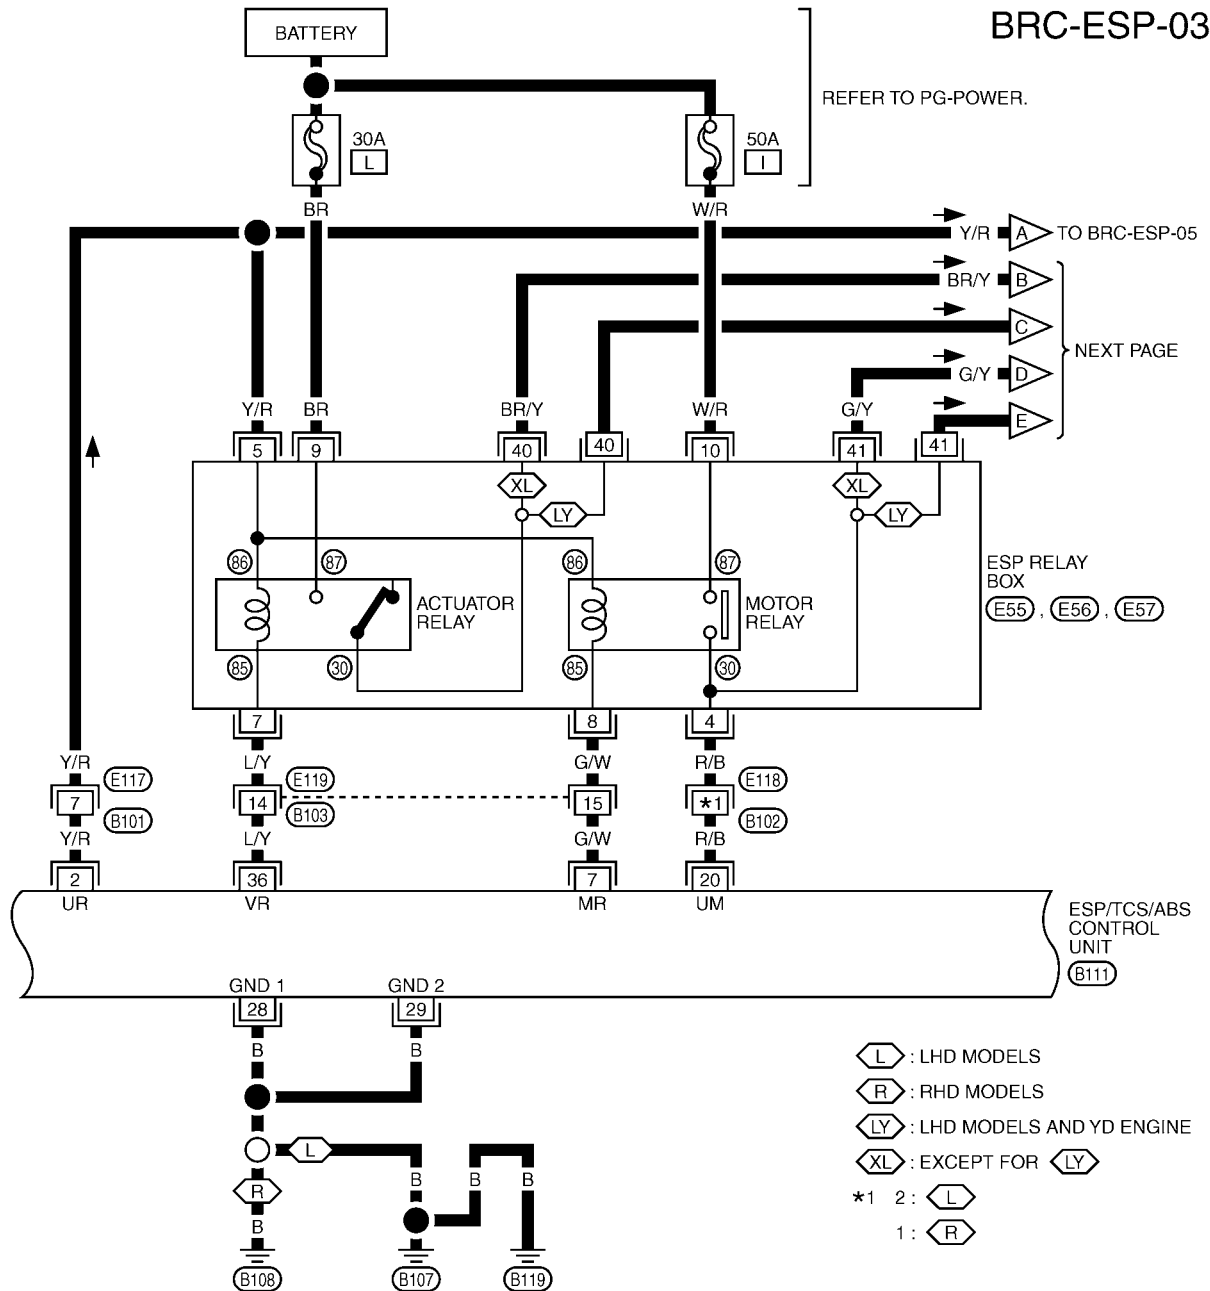 BRC-ESP-03
BATTERY
REFER TO PG-POWER.
30A
L
50A
I
BR
W/R
Y/R
A
TO BRC-ESP-05
BR/Y
B
C
NEXT PAGE
G/Y
D
E
Y/R
BR
BR/Y
W/R
G/Y
5
9
40
40
10
41
41
XL
LY
XL
LY
86
87
86
87
ACTUATOR
RELAY
MOTOR
RELAY
ESP RELAY
BOX
E55 , E56 , E57
85
30
85
30
7
8
4
Y/R
L/Y
G/W
R/B
E117
E119
E118
7
14
15
*1
B101
B103
B102
Y/R
L/Y
G/W
R/B
2
36
7
20
UR
VR
MR
UM
ESP/TCS/ABS
CONTROL
UNIT
B111
GND 1
GND 2
28
29
B
B
L
R
B
B
B
B
B108
B107
B119
L : LHD MODELS
R : RHD MODELS
LY : LHD MODELS AND YD ENGINE
XL : EXCEPT FOR LY
*1 2 : L
1 : R